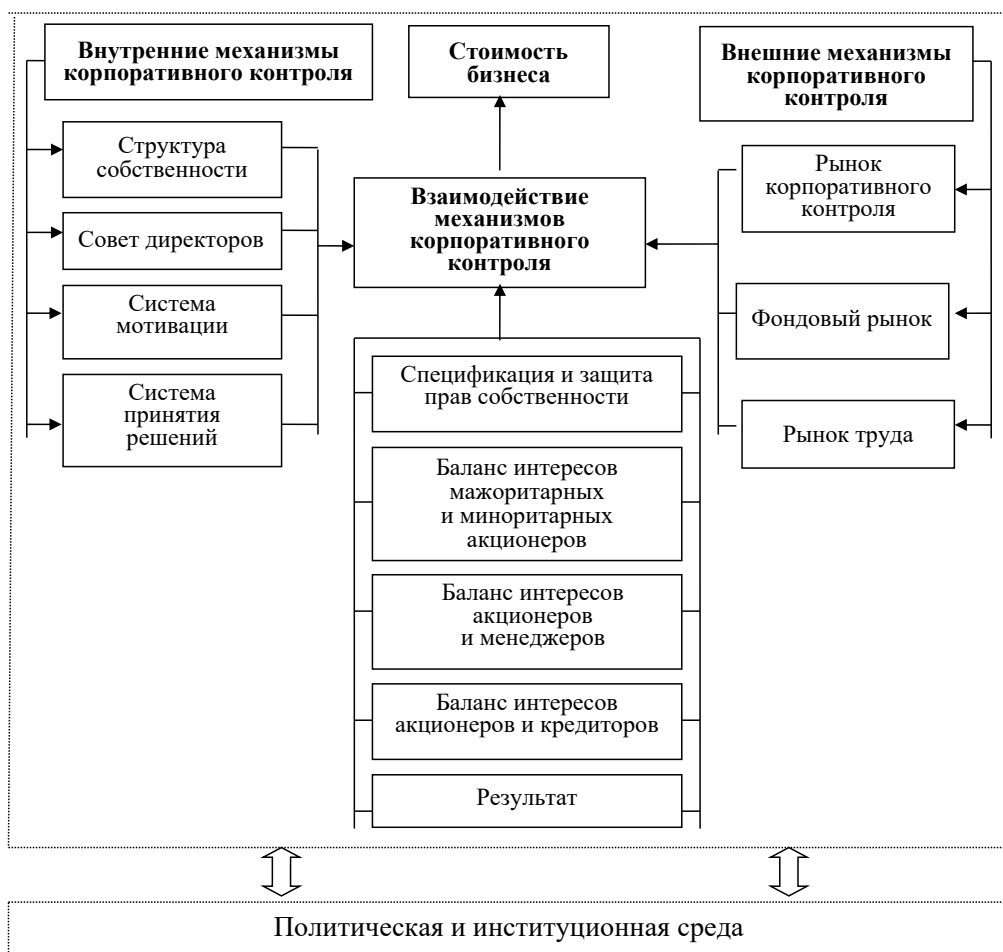 Внутренние механизмы
корпоративного контроля
Структура
собственности
Совет директоров
Система
мотивации
Система
принятия
решений
Стоимость
бизнеса
Взаимодействие
механизмов
корпоративного
контроля
Спецификация и защита
прав собственности
Баланс интересов
мажоритарных
и миноритарных
акционеров
Баланс интересов
акционеров
и менеджеров
Баланс интересов
акционеров и кредиторов
Результат
Внешние механизмы
корпоративного
контроля
Рынок
корпоративного
контроля
Фондовый рынок
Рынок труда
Политическая и институционная среда